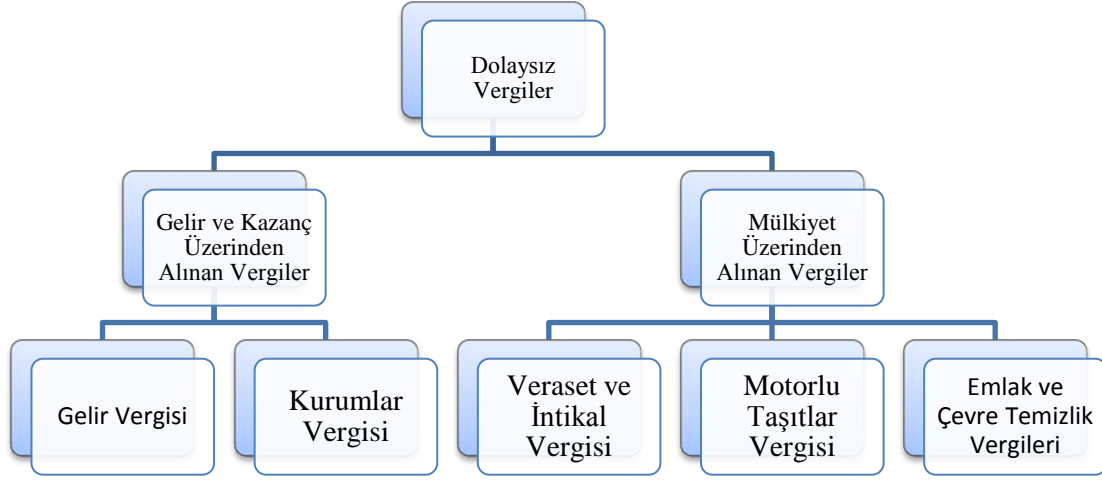 Dolaysız
Vergiler
Gelir ve Kazanç
Üzerinden
Alınan Vergiler
Mülkiyet
Üzerinden
Alınan Vergiler
Gelir Vergisi
Kurumlar
Vergisi
Veraset ve
İntikal
Vergisi
Motorlu
Taşıtlar
Vergisi
Emlak ve
Çevre Temizlik
Vergileri